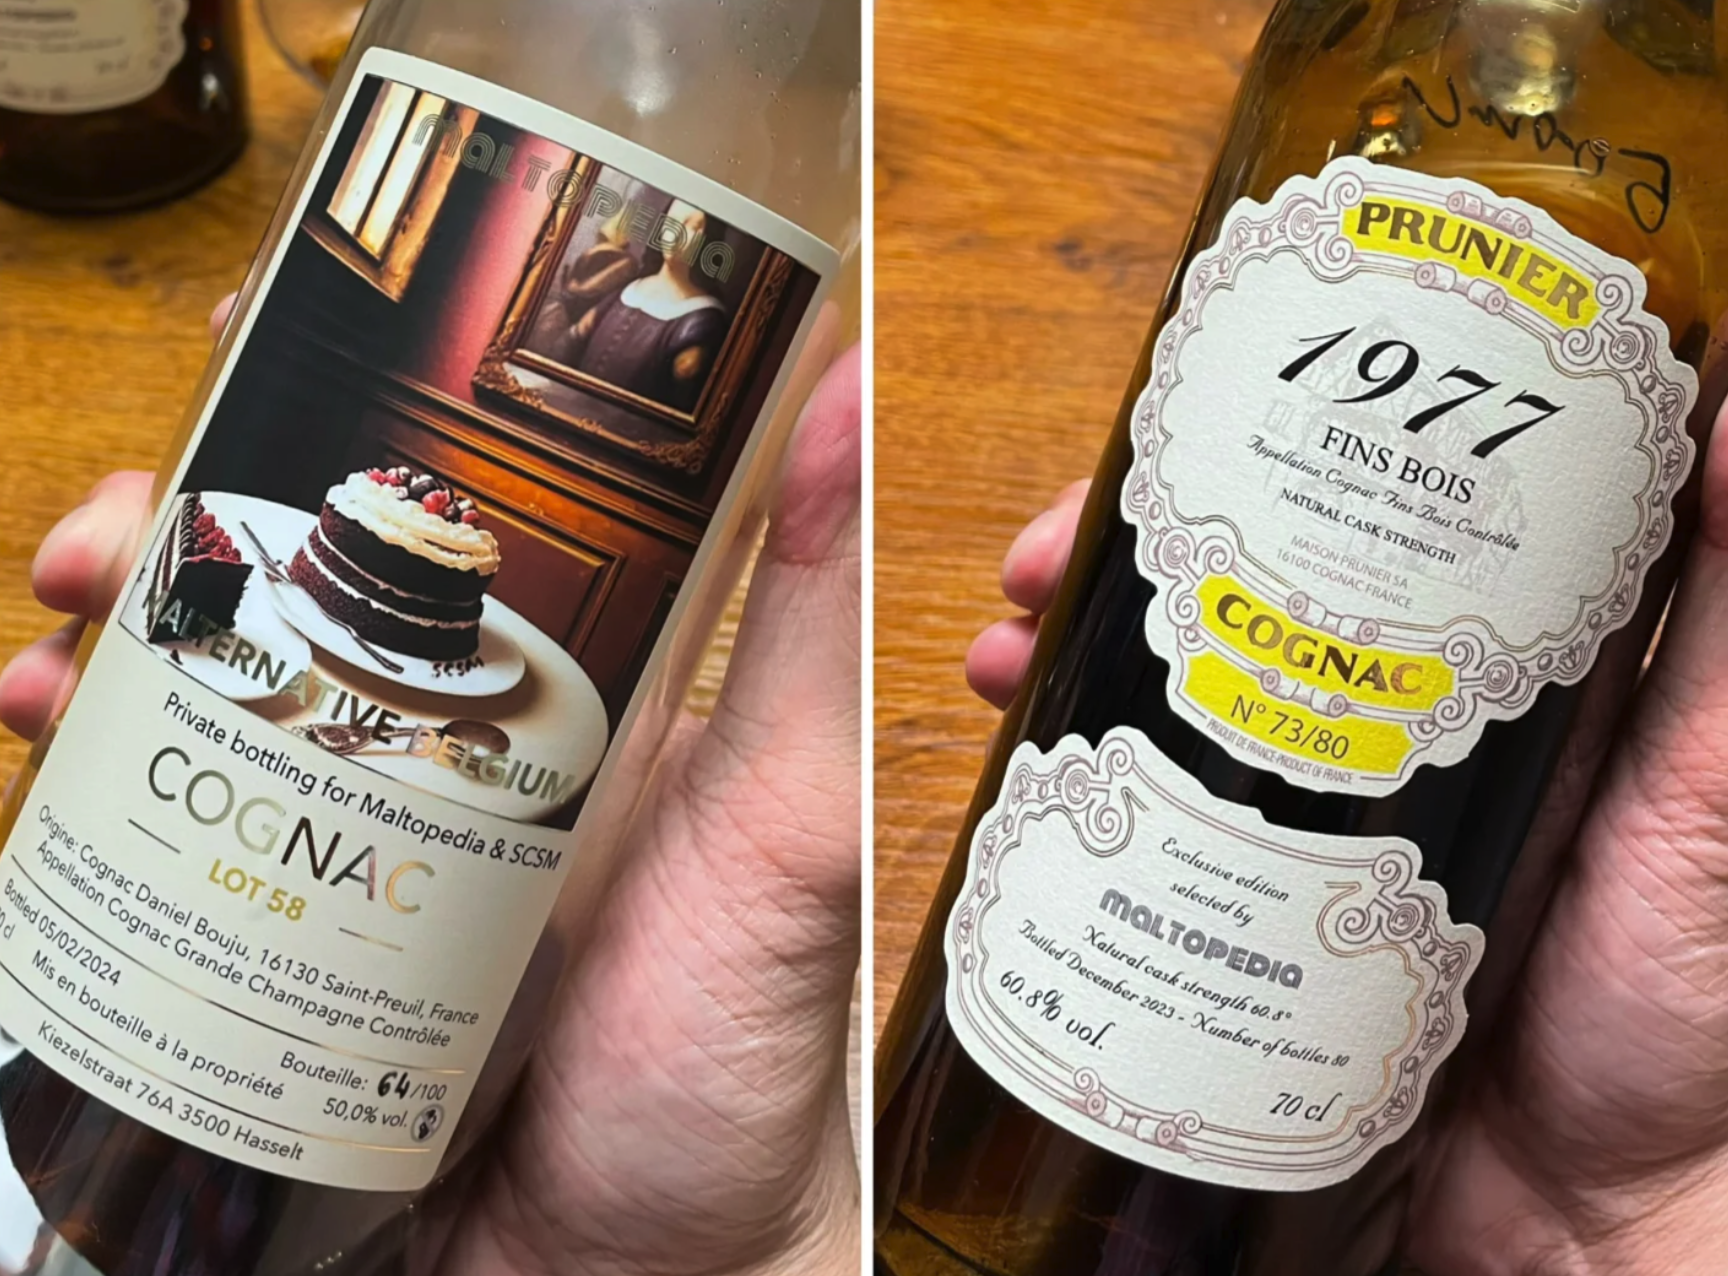 MALTOPEDIA
SCSM
MALTERNATIVE BELGIUM
Private bottling for Maltopedia & SCSM
COGNAC
LOT 58
Origine: Cognac Daniel Bouju, 16130 Saint-Preuil, France
Appellation Cognac Grande Champagne Contrôlée
Bottled 05/02/2024
Mis en bouteille à la propriété
Bouteille: 64/100
50,0% vol.
Kiezelstraat 76A 3500 Hasselt
PRUNIER
1977
FINS BOIS
Appellation Cognac Fins Bois Contrôlée
NATURAL CASK STRENGTH
MAISON PRUNIER SA
16100 COGNAC FRANCE
COGNAC
N° 73/80
PRODUIT DE FRANCE-PRODUCT OF FRANCE
Exclusive edition
selected by
MALTOPEDIA
Natural cask strength 60.8°
Bottled December 2023 - Number of bottles 80
60.8% vol.
70 cl